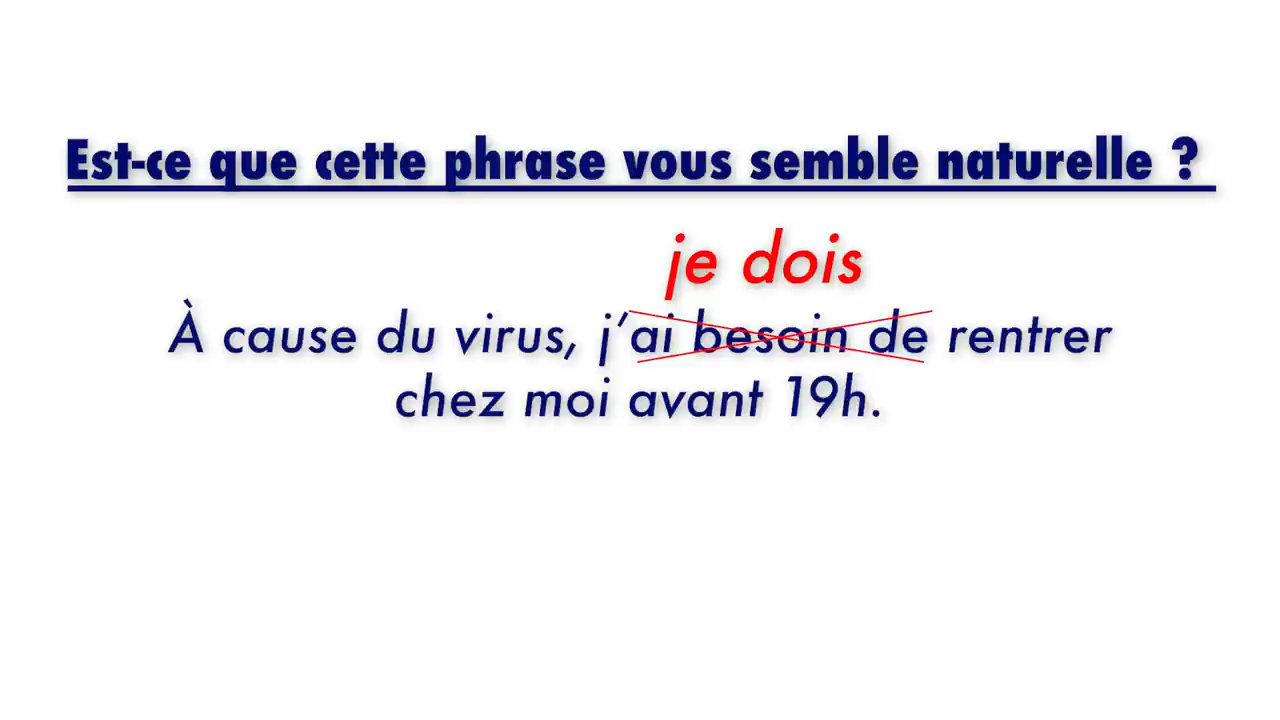 Est-ce que cette phrase vous semble naturelle ?
je dois
À cause du virus, j’ai besoin de rentrer
chez moi avant 19h.